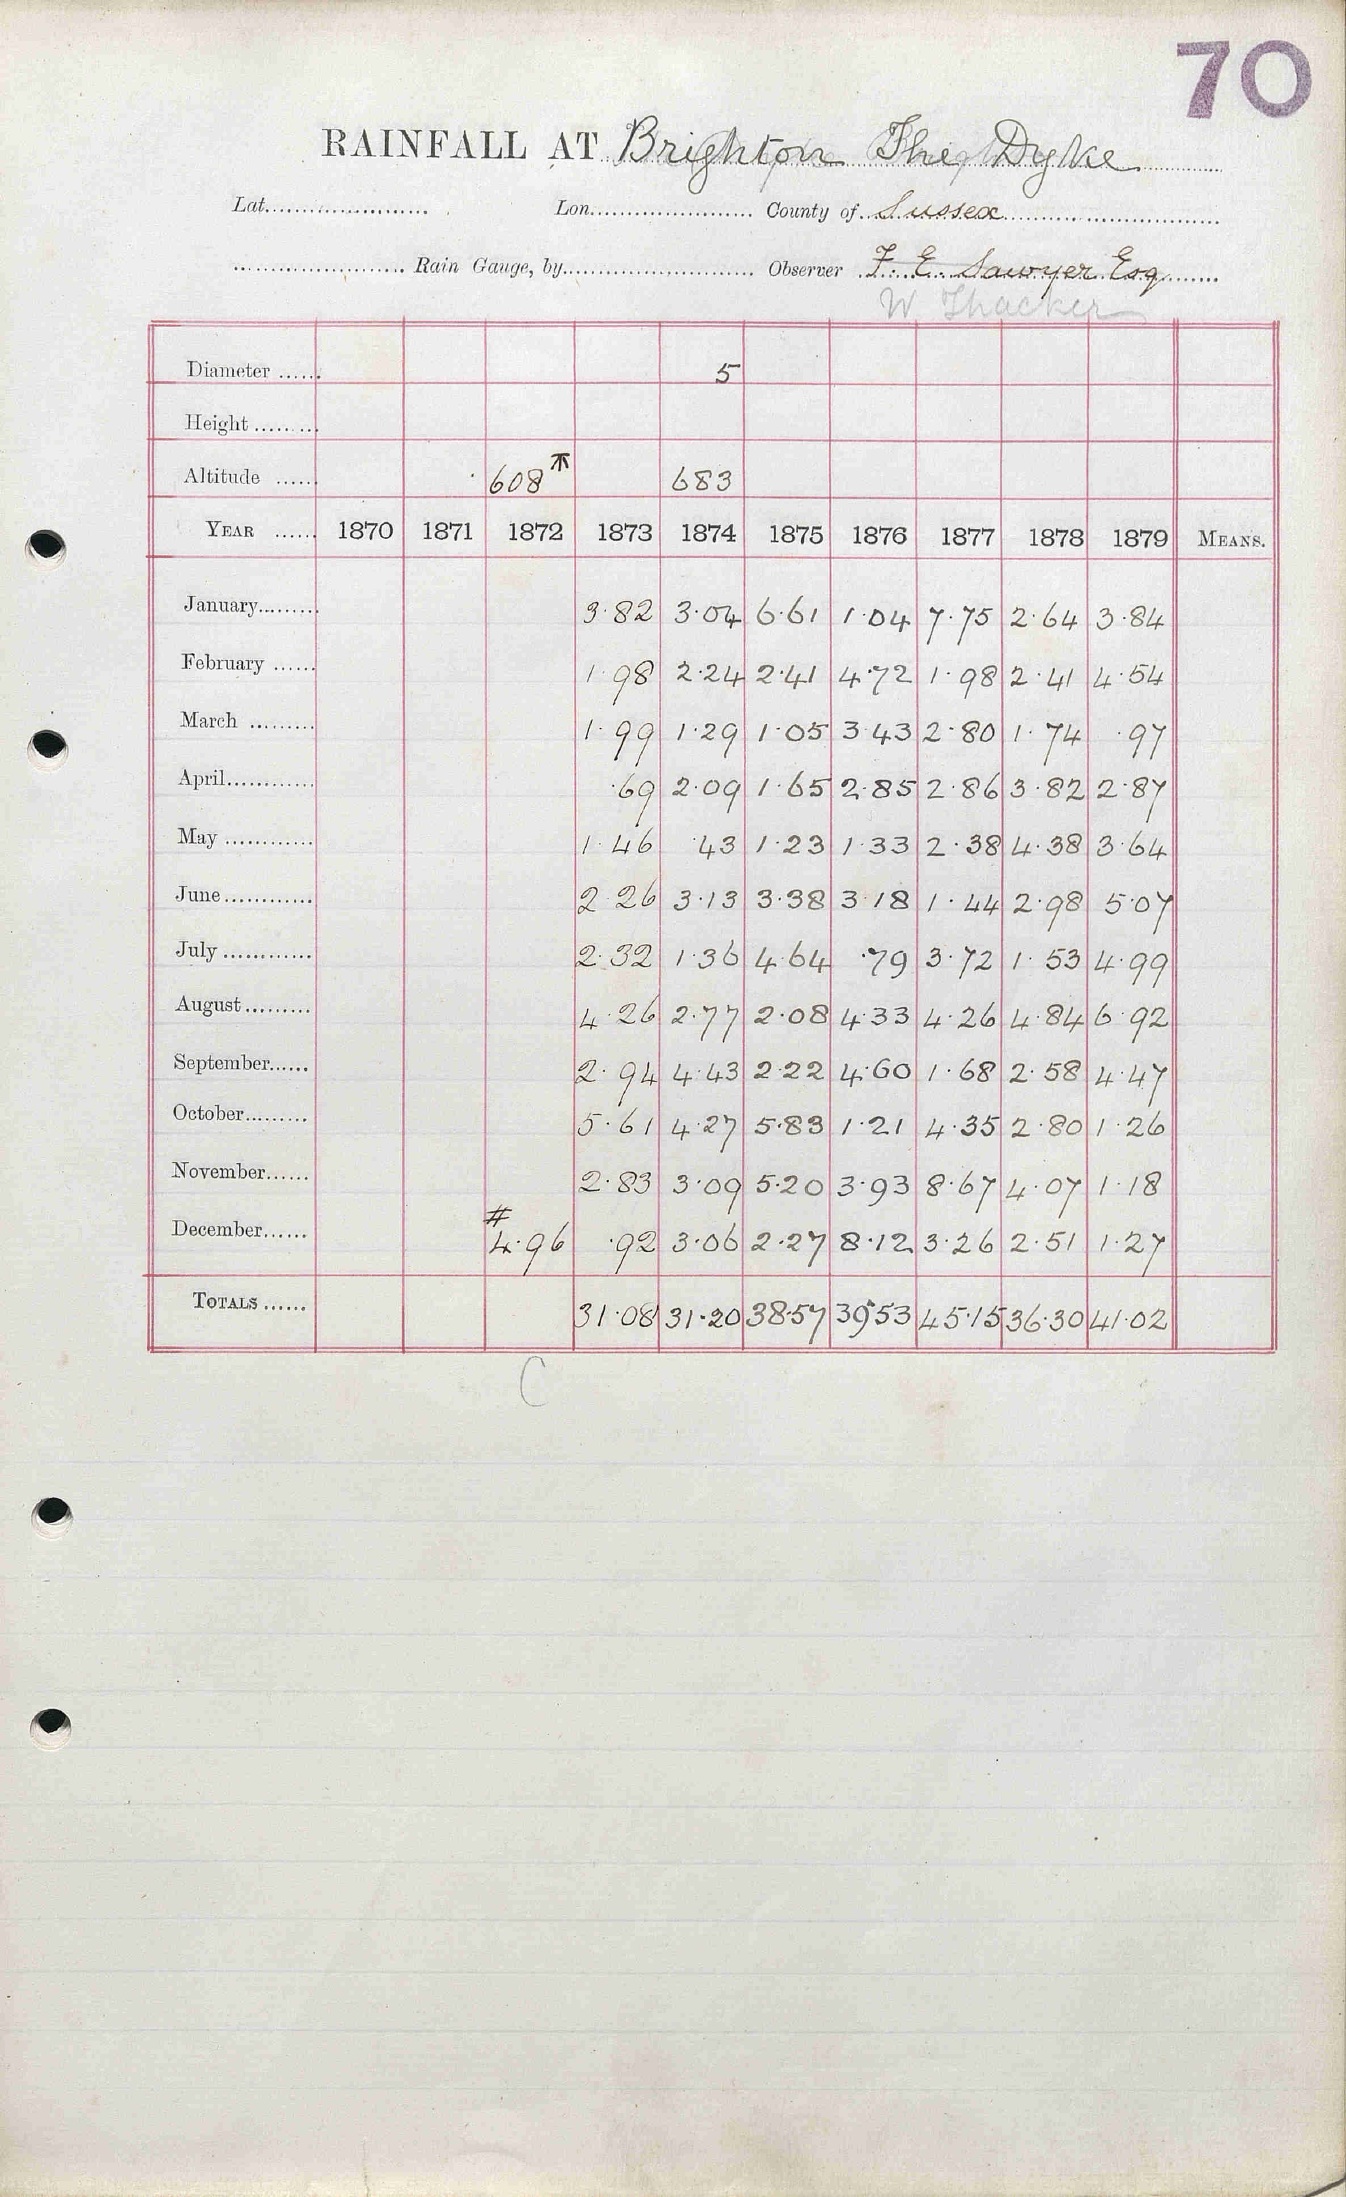 70
RAINFALL AT Brighton The Dyke
Lat. Lon. County of Sussex
Rain Gauge, by Observer F. E. Sawyer Esq
W Thacker
Diameter 5
Height
Altitude 608 ⊼ 683
YEAR 1870 1871 1872 1873 1874 1875 1876 1877 1878 1879 MEANS.
January 3·82 3·04 6·61 1·04 7·75 2·64 3·84
February 1·98 2·24 2·41 4·72 1·98 2·41 4·54
March 1·99 1·29 1·05 3·43 2·80 1·74 ·97
April ·69 2·09 1·65 2·85 2·86 3·82 2·87
May 1·46 ·43 1·23 1·33 2·38 4·38 3·64
June 2·26 3·13 3·38 3·18 1·44 2·98 5·07
July 2·32 1·36 4·64 ·79 3·72 1·53 4·99
August 4·26 2·77 2·08 4·33 4·26 4·84 6·92
September 2·94 4·43 2·22 4·60 1·68 2·58 4·47
October 5·61 4·27 5·83 1·21 4·35 2·80 1·26
November 2·83 3·09 5·20 3·93 8·67 4·07 1·18
December # 4·96 ·92 3·06 2·27 8·12 3·26 2·51 1·27
TOTALS 31·08 31·20 38·57 39·53 45·15 36·30 41·02
C